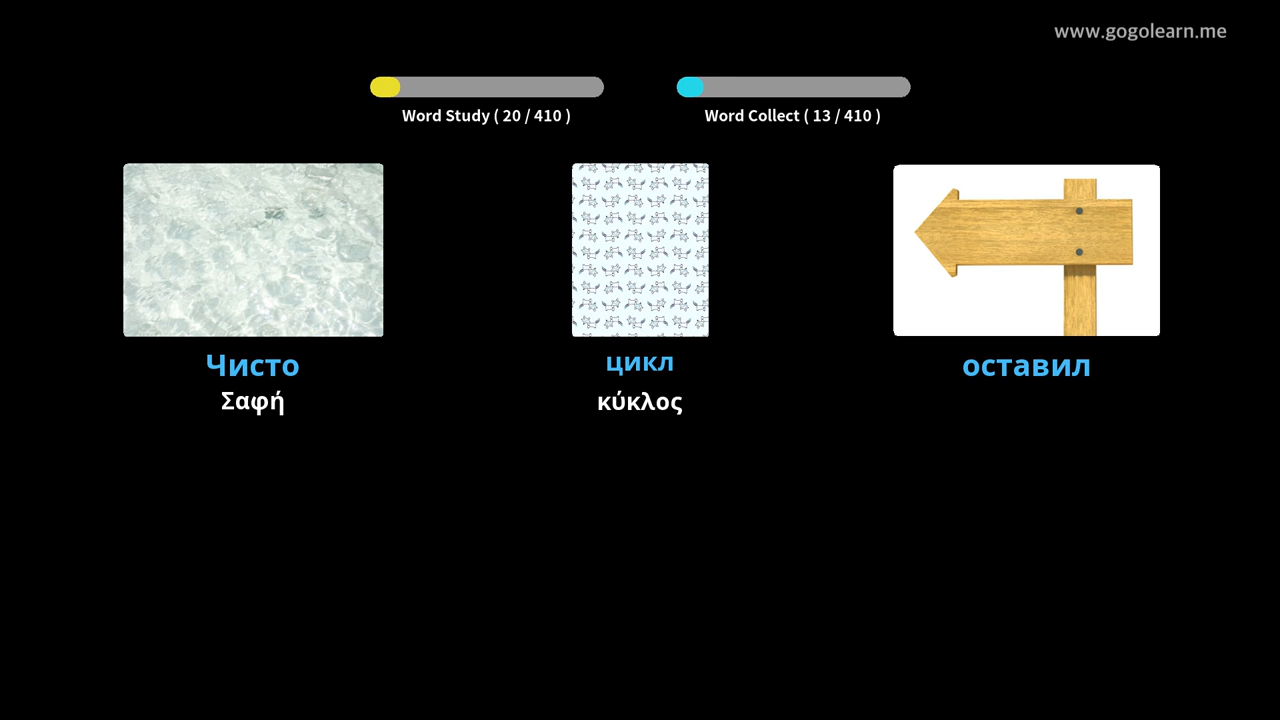 www.gogolearn.me
Word Study ( 20 / 410 )
Word Collect ( 13 / 410 )
Чисто
Σαφή
цикл
κύκλος
оставил